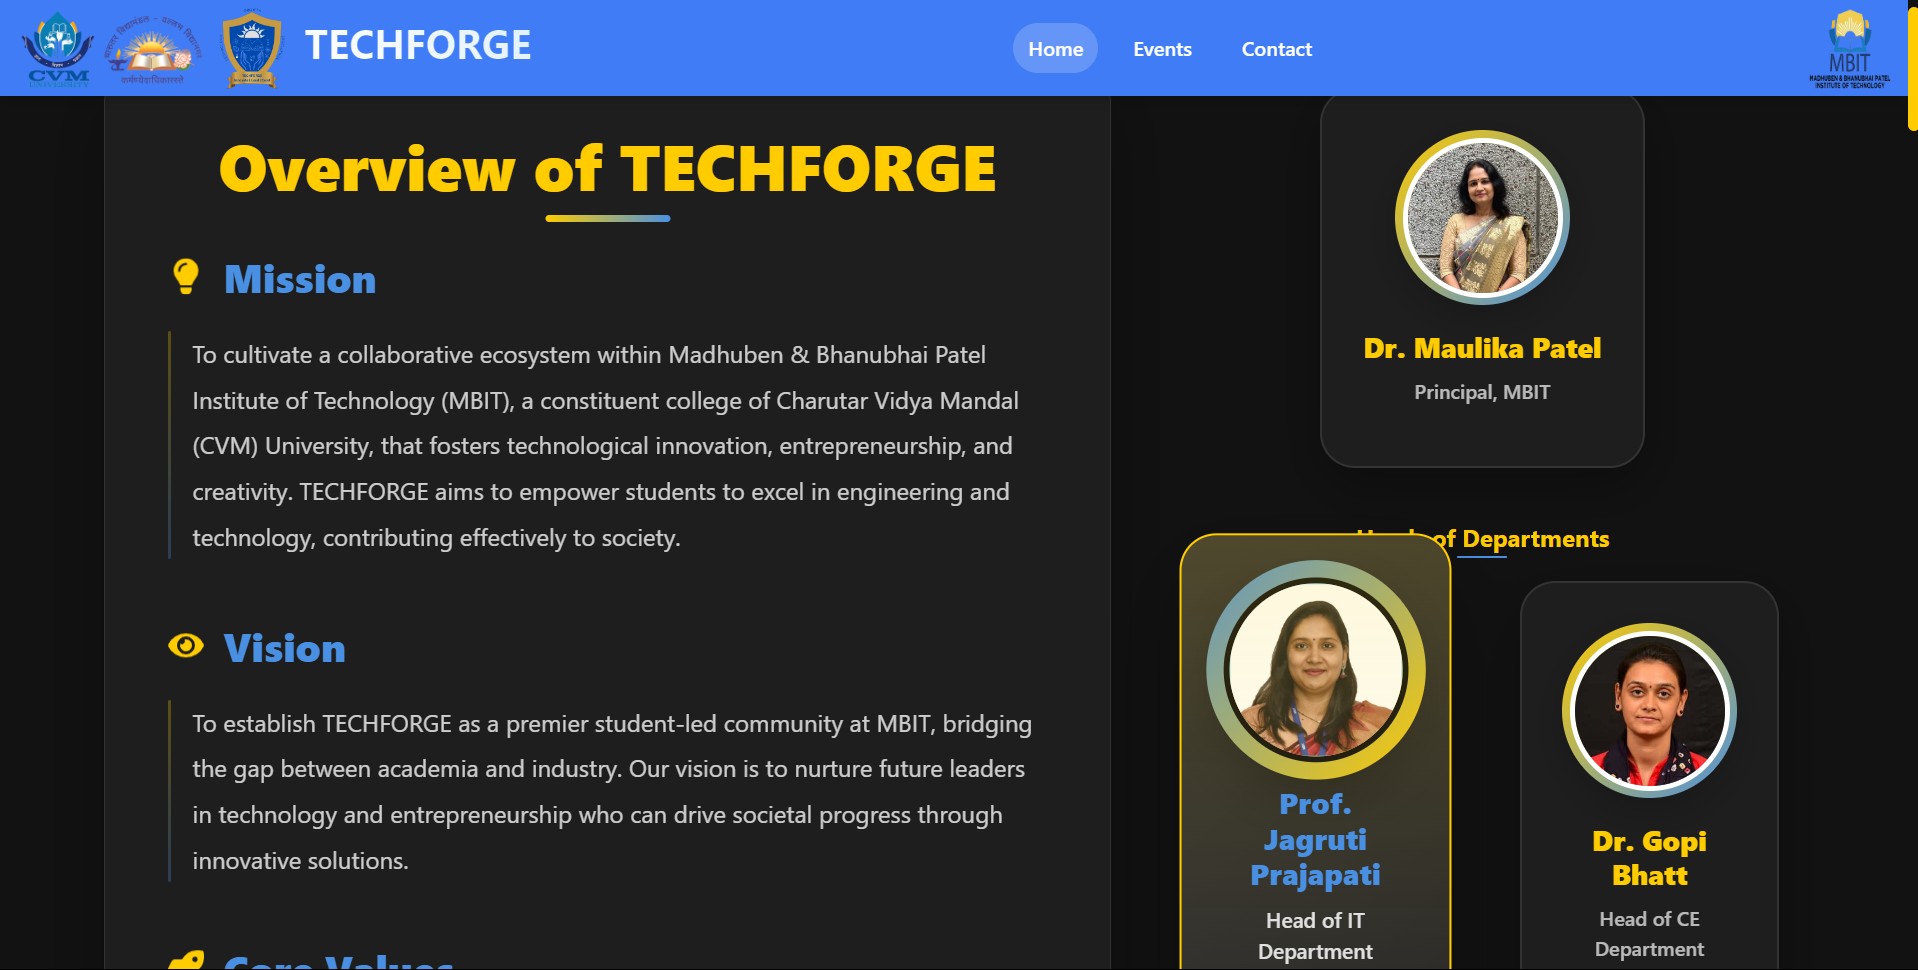 TECHFORGE
Home
Events
Contact
CVM
UNIVERSITY
MBIT
MADHUBEN & BHANUBHAI PATEL
INSTITUTE OF TECHNOLOGY
Overview of TECHFORGE
Mission
To cultivate a collaborative ecosystem within Madhuben & Bhanubhai Patel
Institute of Technology (MBIT), a constituent college of Charutar Vidya Mandal
(CVM) University, that fosters technological innovation, entrepreneurship, and
creativity. TECHFORGE aims to empower students to excel in engineering and
technology, contributing effectively to society.
Vision
To establish TECHFORGE as a premier student-led community at MBIT, bridging
the gap between academia and industry. Our vision is to nurture future leaders
in technology and entrepreneurship who can drive societal progress through
innovative solutions.
Core Values
Dr. Maulika Patel
Principal, MBIT
of Departments
Prof.
Jagruti
Prajapati
Head of IT
Department
Dr. Gopi
Bhatt
Head of CE
Department